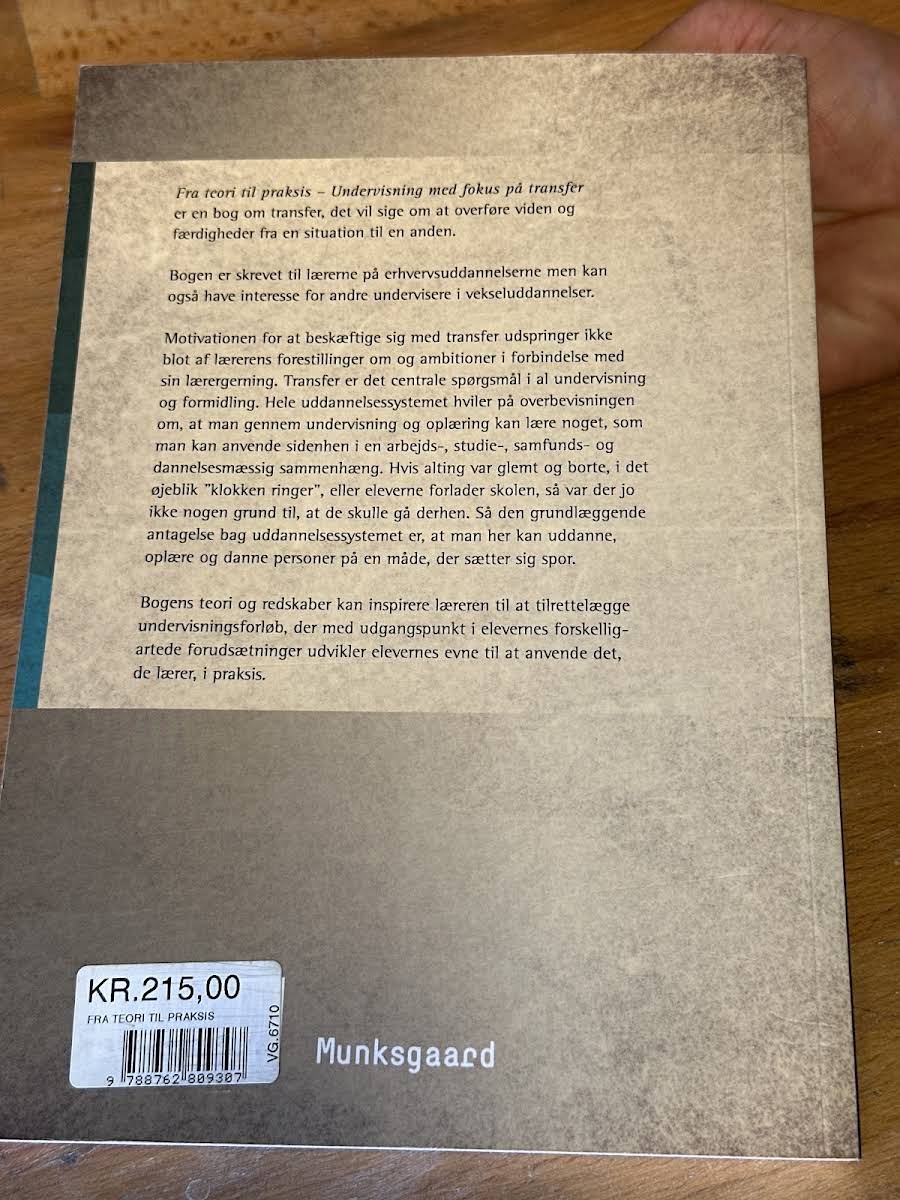 Fra teori til praksis – Undervisning med fokus på transfer
er en bog om transfer, det vil sige om at overføre viden og
færdigheder fra en situation til en anden.
Bogen er skrevet til lærerne på erhvervsuddannelserne men kan
også have interesse for andre undervisere i vekseluddannelser.
Motivationen for at beskæftige sig med transfer udspringer ikke
blot af lærerens forestillinger om og ambitioner i forbindelse med
sin lærergerning. Transfer er det centrale spørgsmål i al undervisning
og formidling. Hele uddannelsessystemet hviler på overbevisningen
om, at man gennem undervisning og oplæring kan lære noget, som
man kan anvende sidenhen i en arbejds-, studie-, samfunds- og
dannelsesmæssig sammenhæng. Hvis alting var glemt og borte, i det
øjeblik "klokken ringer", eller eleverne forlader skolen, så var der jo
ikke nogen grund til, at de skulle gå derhen. Så den grundlæggende
antagelse bag uddannelsessystemet er, at man her kan uddanne,
oplære og danne personer på en måde, der sætter sig spor.
Bogens teori og redskaber kan inspirere læreren til at tilrettelægge
undervisningsforløb, der med udgangspunkt i elevernes forskellig-
artede forudsætninger udvikler elevernes evne til at anvende det,
de lærer, i praksis.
KR.215,00
FRA TEORI TIL PRAKSIS
VG.6710
9 788762 809307
Munksgaard